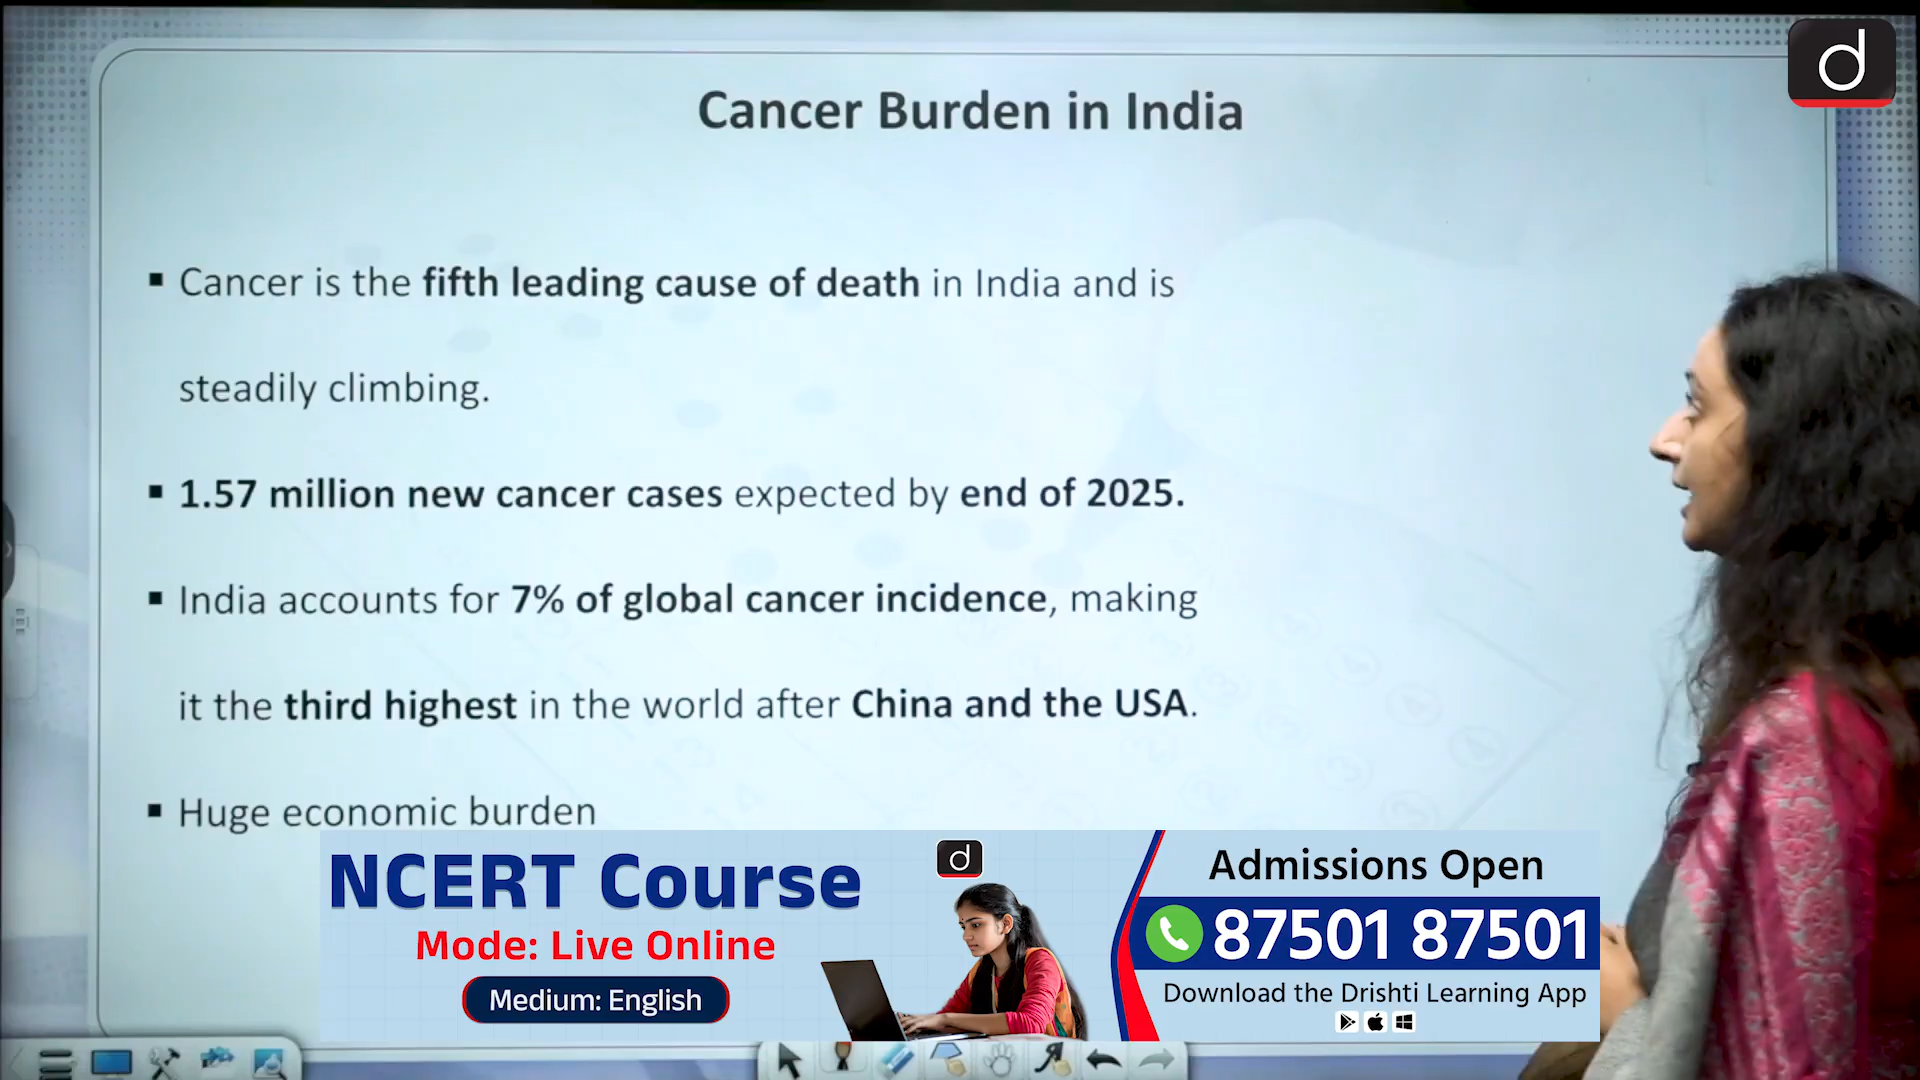 d
Cancer Burden in India
▪ Cancer is the fifth leading cause of death in India and is
steadily climbing.
▪ 1.57 million new cancer cases expected by end of 2025.
▪ India accounts for 7% of global cancer incidence, making
it the third highest in the world after China and the USA.
▪ Huge economic burden
NCERT Course
Mode: Live Online
Medium: English
d
Admissions Open
87501 87501
Download the Drishti Learning App